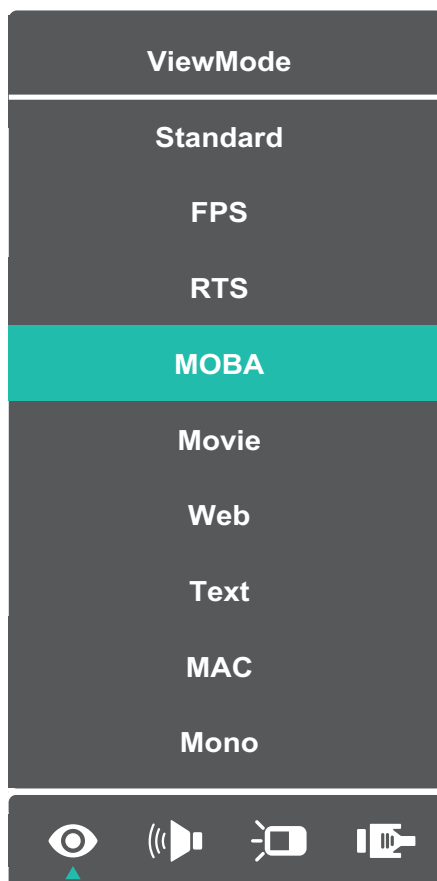 ViewMode
Standard
FPS
RTS
MOBA
Movie
Web
Text
MAC
Mono